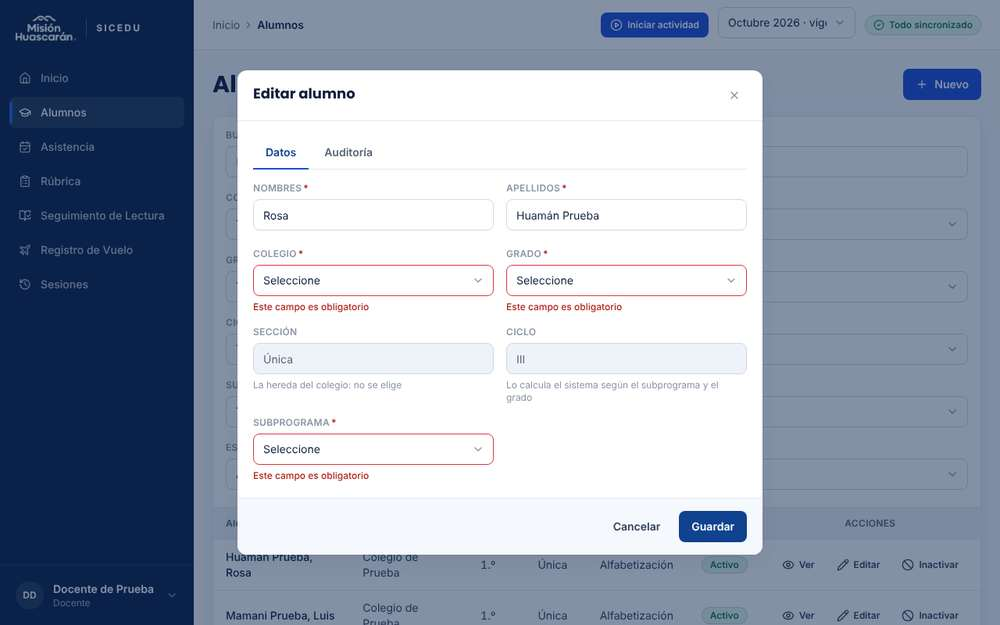 Misión
Huascarán.
SICEDU
Inicio
Alumnos
Asistencia
Rúbrica
Seguimiento de Lectura
Registro de Vuelo
Sesiones
DD
Docente de Prueba
Docente
Inicio > Alumnos
Iniciar actividad
Octubre 2026 · vig
Todo sincronizado
Al
Nuevo
Editar alumno
Datos
Auditoría
NOMBRES *
APELLIDOS *
Rosa
Huamán Prueba
COLEGIO *
GRADO *
Seleccione
Seleccione
Este campo es obligatorio
Este campo es obligatorio
SECCIÓN
CICLO
Única
III
La hereda del colegio: no se elige
Lo calcula el sistema según el subprograma y el
grado
SUBPROGRAMA *
Seleccione
Este campo es obligatorio
Cancelar
Guardar
ACCIONES
Huamán Prueba,
Rosa
Colegio de
Prueba
1.º
Única
Alfabetización
Activo
Ver
Editar
Inactivar
Mamani Prueba, Luis
Colegio de
Prueba
1.º
Única
Alfabetización
Activo
Ver
Editar
Inactivar